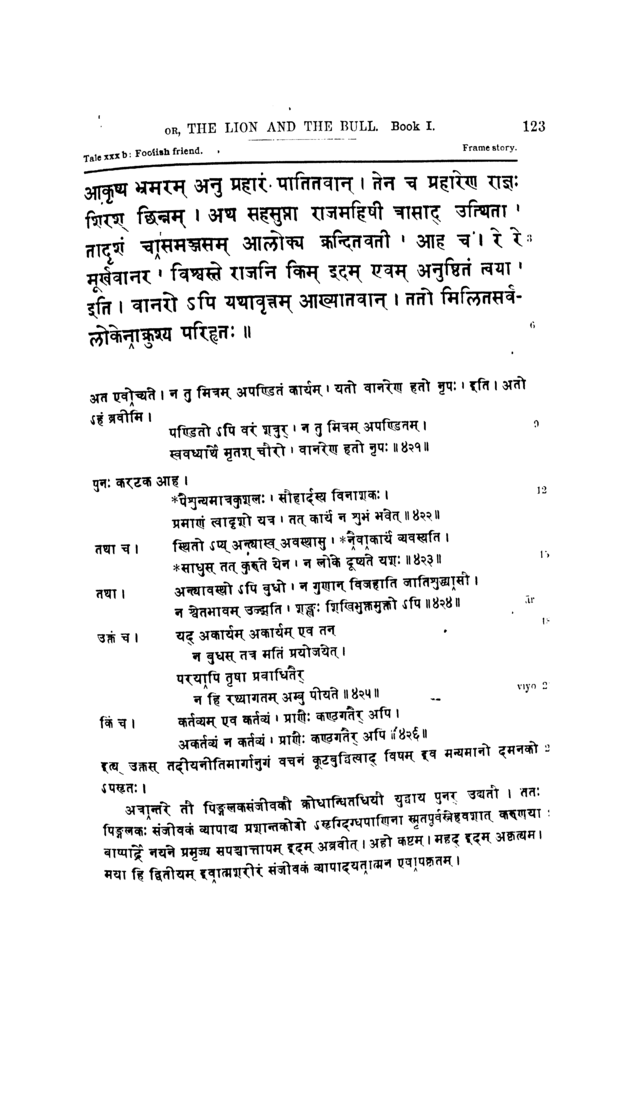 OR, THE LION AND THE BULL. Book I. 123
Tale xxx b: Foolish friend. Frame story.
आकृष्य भ्रमरम् अनु प्रहारं पातितवान् । तेन च प्रहारेण राज्ञः
शिरश् छिन्नम् । अथ सहसुप्ता राजमहिषी त्रासाद् उत्थिता ।
तादृशं चासमञ्जसम् आलोक्य क्रन्दितवती । आह च । रे रे 3
मूर्खवानर । विश्वस्ते राजनि किम् इदम् एवम् अनुष्ठितं त्वया ।
इति । वानरो ऽपि यथावृत्तम् आख्यातवान् । ततो मिलितसर्व-
लोकेनाक्रुश्य परिहृतः ॥ 6
अत एवोच्यते । न तु मित्रम् अपण्डितं कार्यम् । यतो वानरेण हतो नृपः । इति । अतो
ऽहं ब्रवीमि ।
पण्डितो ऽपि वरं शत्रुर् । न तु मित्रम् अपण्डितम् । 9
स्ववध्यार्थे मृतश् चौरो । वानरेण हतो नृपः ॥ ४२१॥
पुनः करटक आह ।
*पैशुन्यमात्रकुशलः । सौहार्दस्य विनाशकः । 12
प्रमाणं त्वादृशो यत्र । तत् कार्यं न शुभं भवेत् ॥ ४२२॥
तथा च । स्थितो ऽप्य् अन्त्यास्व् अवस्थासु । *नैवाकार्यं व्यवस्यति ।
*साधुस् तत् कुरुते येन । न लोके दूष्यते यशः ॥ ४२३॥ 15
तथा । अन्त्यावस्थो ऽपि बुधो । न गुणान् विजहाति जातिशुद्ध्यासौ ।
न श्वेतभावम् उज्झति । शङ्खः शिखिभुक्तमुक्तो ऽपि ॥ ४२४॥ ār
उक्तं च । यद् अकार्यम् अकार्यम् एव तन् 18
न बुधस् तत्र मतिं प्रयोजयेत् ।
परयापि तृषा प्रबाधितैर्
न हि रथ्यागतम् अम्बु पीयते ॥ ४२५॥ viyo 2
किं च । कर्तव्यम् एव कर्तव्यं । प्राणैः कण्ठगतैर् अपि ।
अकर्तव्यं न कर्तव्यं । प्राणैः कण्ठगतैर् अपि ॥ ४२६॥
इत्य् उक्तस् तदीयनीतिमार्गानुगं वचनं कूटबुद्धित्वाद् विषम् इव मन्यमानो दमनको 2
ऽपसृतः ।
अत्रान्तरे तौ पिङ्गलकसंजीवकौ क्रोधान्धितधियौ युद्धाय पुनर् उद्यतौ । ततः
पिङ्गलकः संजीवकं व्यापाद्य प्रशान्तकोपो ऽसृग्दिग्धपाणिना स्मृतपूर्वस्नेहवशात् करुणया
बाष्पार्द्रे नयने प्रमृज्य सपश्चात्तापम् इदम् अब्रवीत् । अहो कष्टम् । महद् इदम् अकृत्यम् ।
मया हि द्वितीयम् इवात्मशरीरं संजीवकं व्यापादयतात्मन एवापकृतम् ।